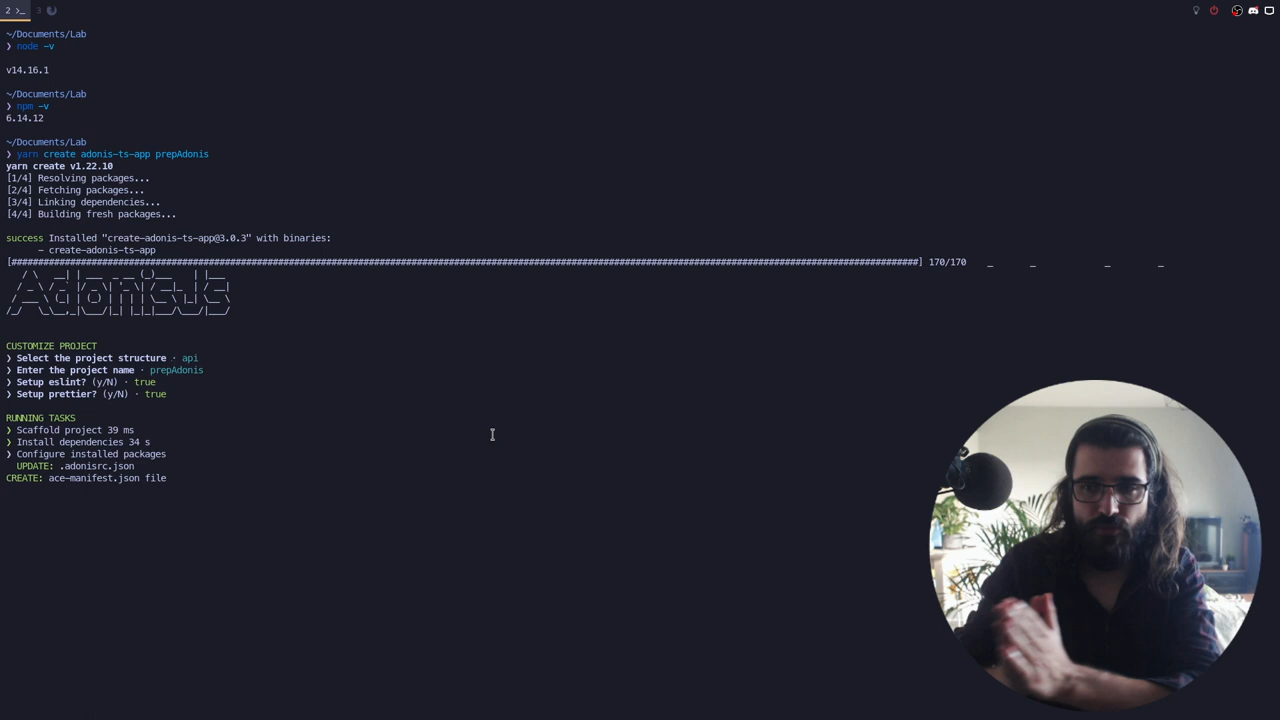 2 >_ 3
~/Documents/Lab
❯ node -v
v14.16.1
~/Documents/Lab
❯ npm -v
6.14.12
~/Documents/Lab
❯ yarn create adonis-ts-app prepAdonis
yarn create v1.22.10
[1/4] Resolving packages...
[2/4] Fetching packages...
[3/4] Linking dependencies...
[4/4] Building fresh packages...
success Installed "create-adonis-ts-app@3.0.3" with binaries:
- create-adonis-ts-app
[########################################################################################################################################################################] 170/170
AdonisJS
CUSTOMIZE PROJECT
❯ Select the project structure · api
❯ Enter the project name · prepAdonis
❯ Setup eslint? (y/N) · true
❯ Setup prettier? (y/N) · true
RUNNING TASKS
❯ Scaffold project 39 ms
❯ Install dependencies 34 s
❯ Configure installed packages
UPDATE: .adonisrc.json
CREATE: ace-manifest.json file